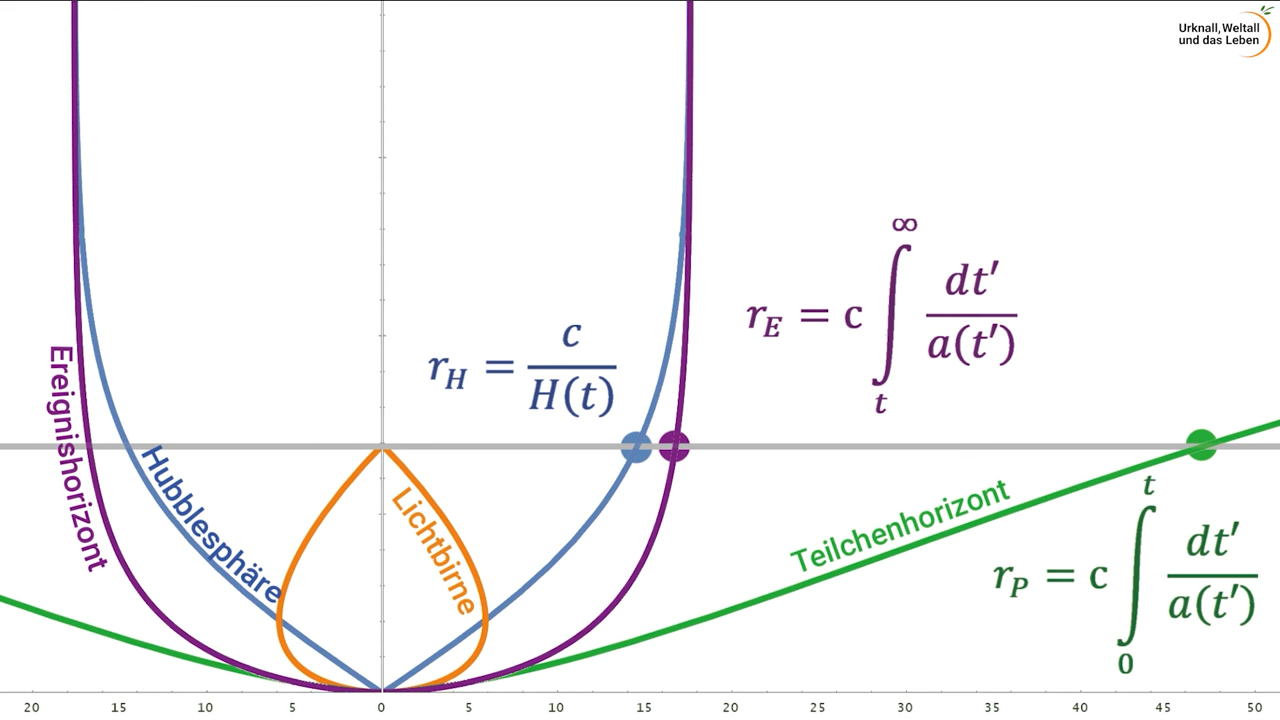 Urknall, Weltall
und das Leben
r_E = c ∫_t^∞ dt′/a(t′)
r_H = c/H(t)
Ereignishorizont
Hubblesphäre
Lichtbirne
Teilchenhorizont
r_P = c ∫_0^t dt′/a(t′)
20 15 10 5 0 5 10 15 20 25 30 35 40 45 50